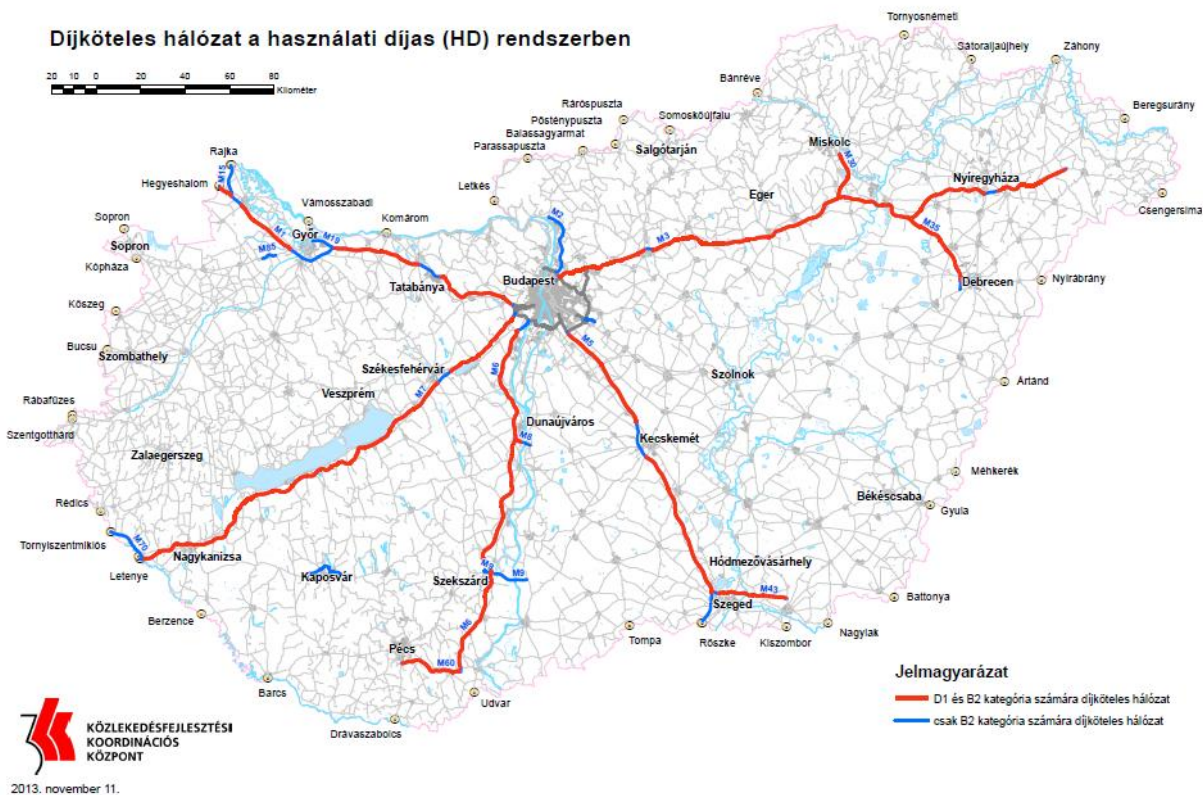 Díjköteles hálózat a használati díjas (HD) rendszerben
20 10 0 20 40 60 80
Kilométer
Tornyosnémeti
Sátoraljaújhely
Záhony
Bánréve
Beregsurány
Ráróspuszta
Pösténypuszta
Somoskőújfalu
Balassagyarmat
Parassapuszta
Salgótarján
Miskolc
M30
Rajka
M15
Hegyeshalom
Letkés
Eger
Nyíregyháza
Csengersima
Vámosszabadi
Komárom
M2
Sopron
Sopron
Győr
M19
M1
M85
M3
M35
Kópháza
Tatabánya
Budapest
Debrecen
Nyírábrány
Kőszeg
Bucsu
Szombathely
M5
Székesfehérvár
M6
Szolnok
Ártánd
Veszprém
M7
Rábafüzes
Szentgotthárd
Dunaújváros
M8
Kecskemét
Zalaegerszeg
Méhkerék
Békéscsaba
Gyula
Rédics
Tornyiszentmiklós
M70
Nagykanizsa
Letenye
Kaposvár
M9
M9
Szekszárd
Hódmezővásárhely
M43
Szeged
Battonya
Berzence
M6
Tompa
Röszke
Kiszombor
Nagylak
Pécs
M60
Barcs
Udvar
Drávaszabolcs
Jelmagyarázat
D1 és B2 kategória számára díjköteles hálózat
csak B2 kategória számára díjköteles hálózat
KÖZLEKEDÉSFEJLESZTÉSI
KOORDINÁCIÓS
KÖZPONT
2013. november 11.